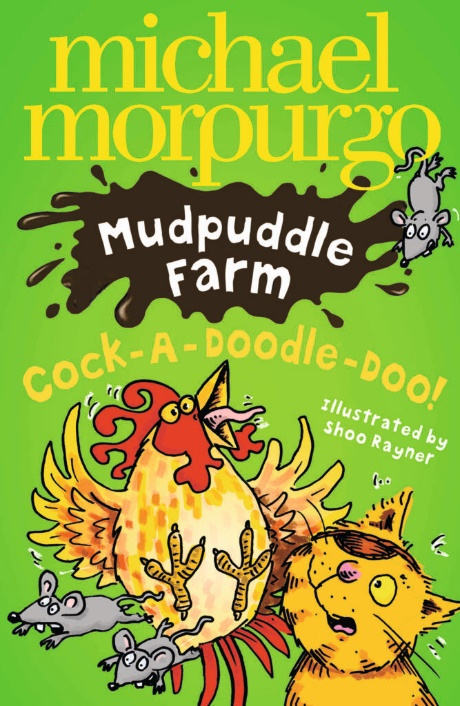 michael
morpurgo
Mudpuddle
Farm
Cock-A-Doodle-Doo!
Illustrated by
Shoo Rayner